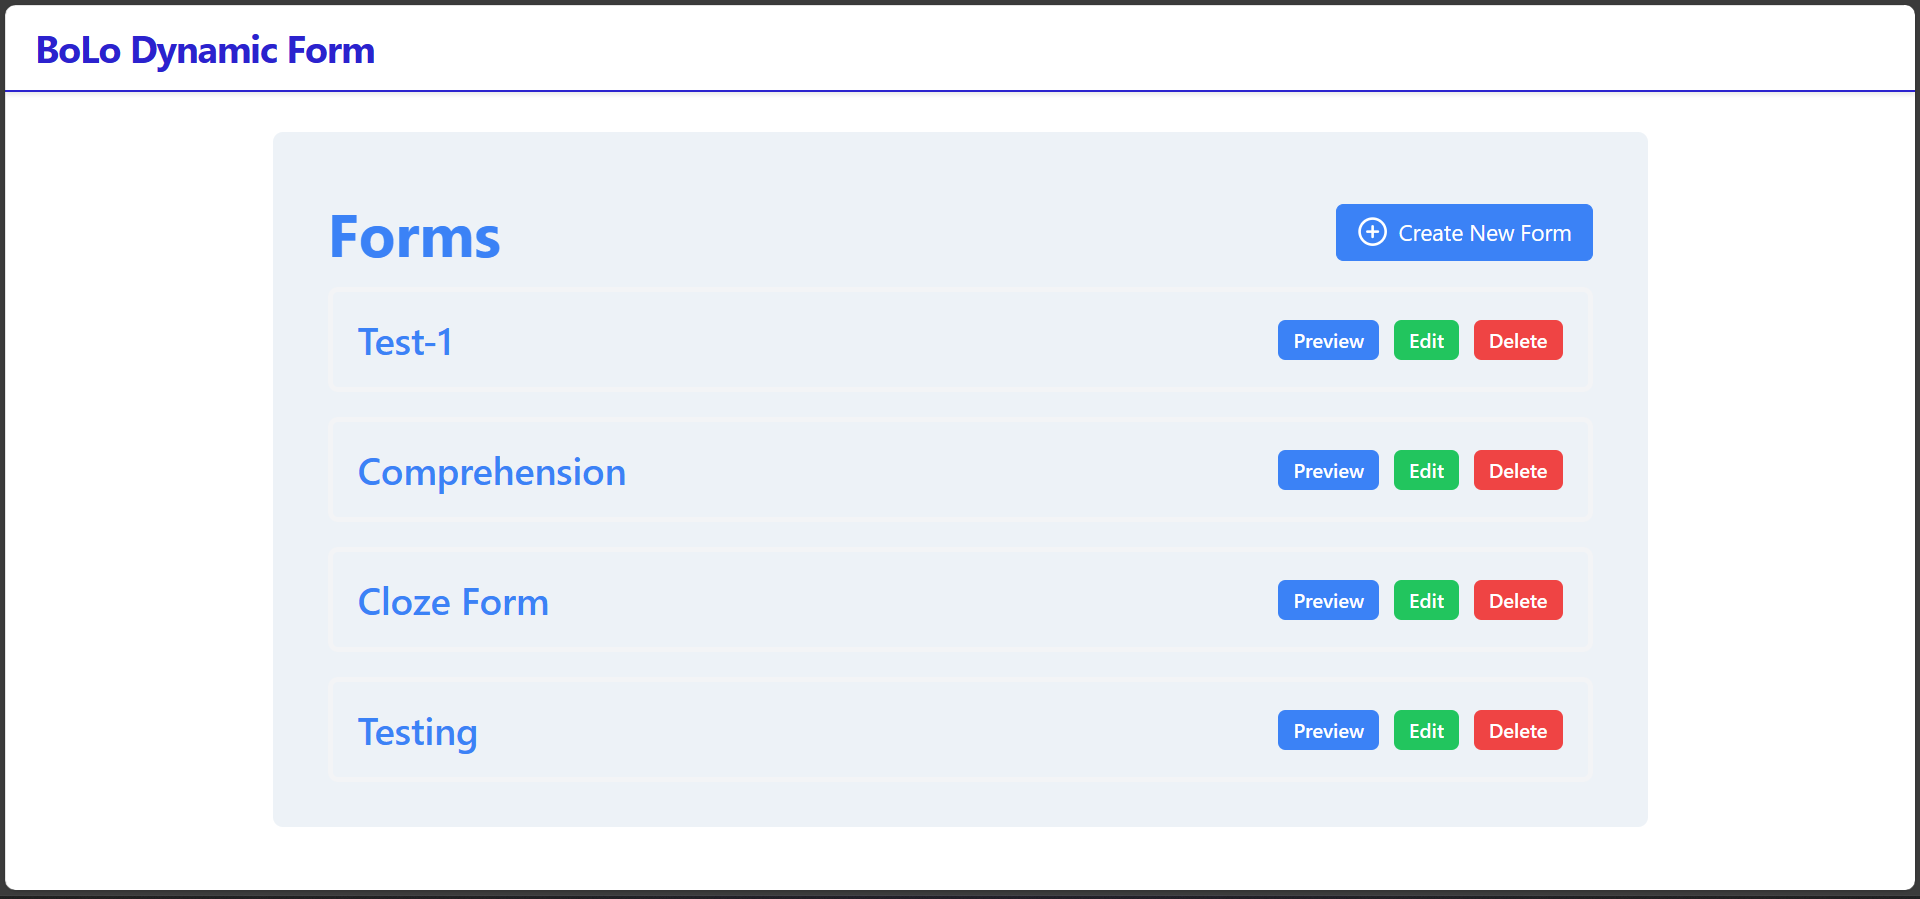 BoLo Dynamic Form
Forms
Create New Form
Test-1
Preview Edit Delete
Comprehension
Preview Edit Delete
Cloze Form
Preview Edit Delete
Testing
Preview Edit Delete